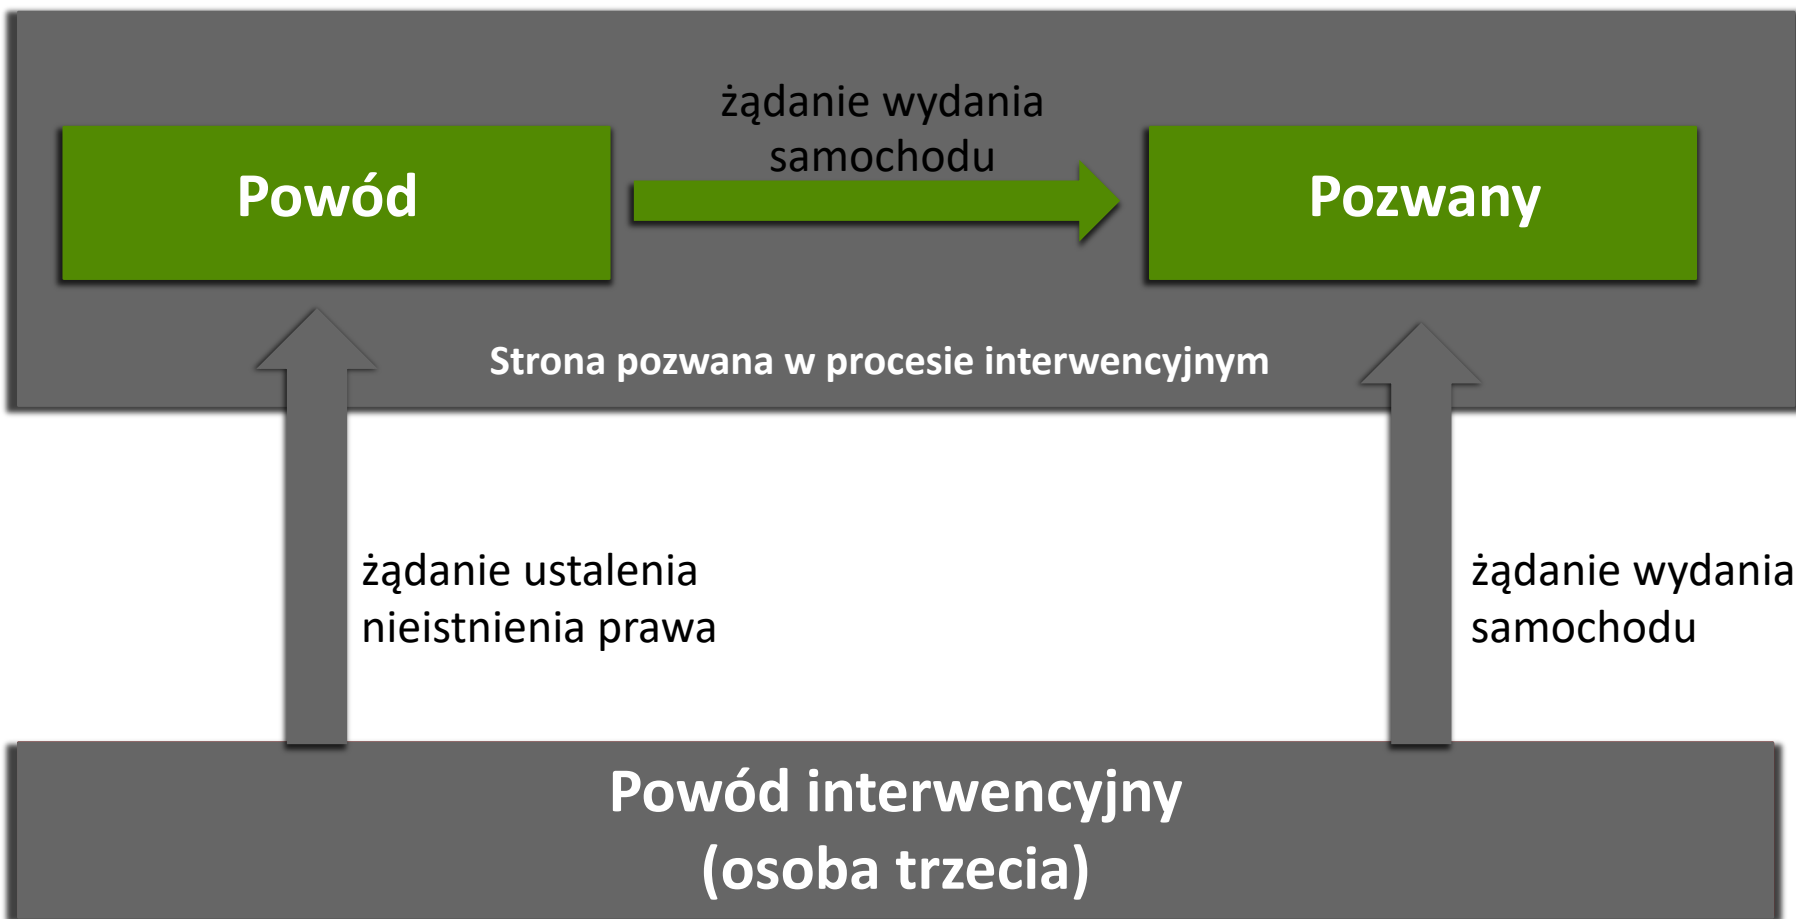 żądanie wydania
samochodu
Powód
Pozwany
Strona pozwana w procesie interwencyjnym
żądanie ustalenia
nieistnienia prawa
żądanie wydania
samochodu
Powód interwencyjny
(osoba trzecia)